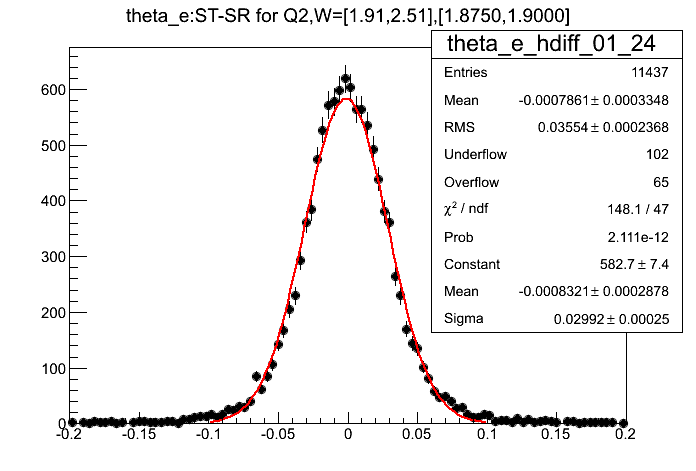 theta_e:ST-SR for Q2,W=[1.91,2.51],[1.8750,1.9000]
theta_e_hdiff_01_24
Entries 11437
Mean -0.0007861 ± 0.0003348
RMS 0.03554 ± 0.0002368
Underflow 102
Overflow 65
χ² / ndf 148.1 / 47
Prob 2.111e-12
Constant 582.7 ± 7.4
Mean -0.0008321 ± 0.0002878
Sigma 0.02992 ± 0.00025
600
500
400
300
200
100
0
-0.2 -0.15 -0.1 -0.05 0 0.05 0.1 0.15 0.2